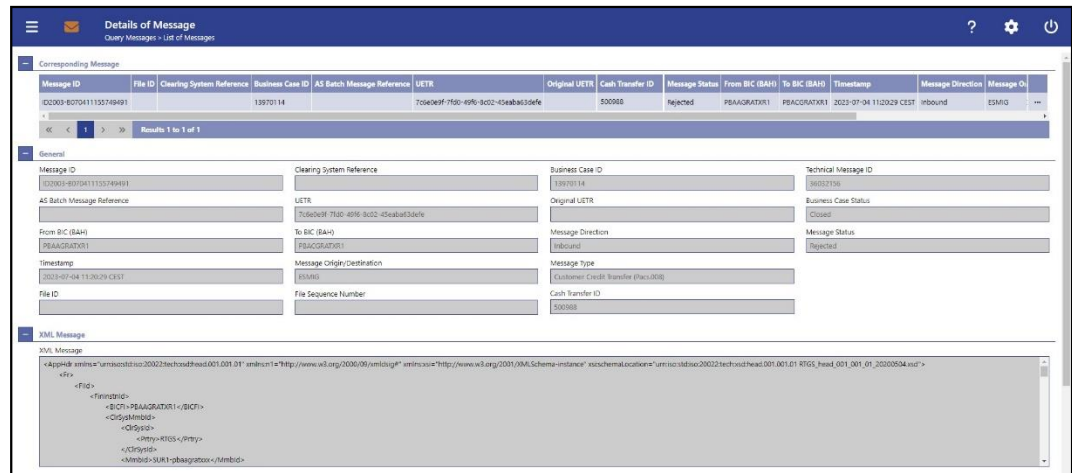 Details of Message
Query Messages > List of Messages
?
Corresponding Message
Message ID File ID Clearing System Reference Business Case ID AS Batch Message Reference UETR Original UETR Cash Transfer ID Message Status From BIC (BAH) To BIC (BAH) Timestamp Message Direction Message O
ID2003-B070411155749491 13970114 7c6e0e9f-7fd0-49f6-8c02-45eaba63defe 500988 Rejected PBAAGRATXR1 PBACGRATXR1 2023-07-04 11:20:29 CEST Inbound ESMIG ...
« < 1 > » Results 1 to 1 of 1
General
Message ID Clearing System Reference Business Case ID Technical Message ID
ID2003-B070411155749491 13970114 36032156
AS Batch Message Reference UETR Original UETR Business Case Status
7c6e0e9f-7fd0-49f6-8c02-45eaba63defe Closed
From BIC (BAH) To BIC (BAH) Message Direction Message Status
PBAAGRATXR1 PBACGRATXR1 Inbound Rejected
Timestamp Message Origin/Destination Message Type
2023-07-04 11:20:29 CEST ESMIG Customer Credit Transfer (Pacs.008)
File ID File Sequence Number Cash Transfer ID
500988
XML Message
XML Message
<AppHdr xmlns="urn:iso:std:iso:20022:tech:xsd:head.001.001.01" xmlns:n1="http://www.w3.org/2000/09/xmldsig#" xmlns:xsi="http://www.w3.org/2001/XMLSchema-instance" xsi:schemaLocation="urn:iso:std:iso:20022:tech:xsd:head.001.001.01 RTGS_head_001_001_01_20200504.xsd">
<Fr>
<FIId>
<FinInstnId>
<BICFI>PBAAGRATXR1</BICFI>
<ClrSysMmbId>
<ClrSysId>
<Prtry>RTGS</Prtry>
</ClrSysId>
<MmbId>SUR1-pbaagratxxx</MmbId>